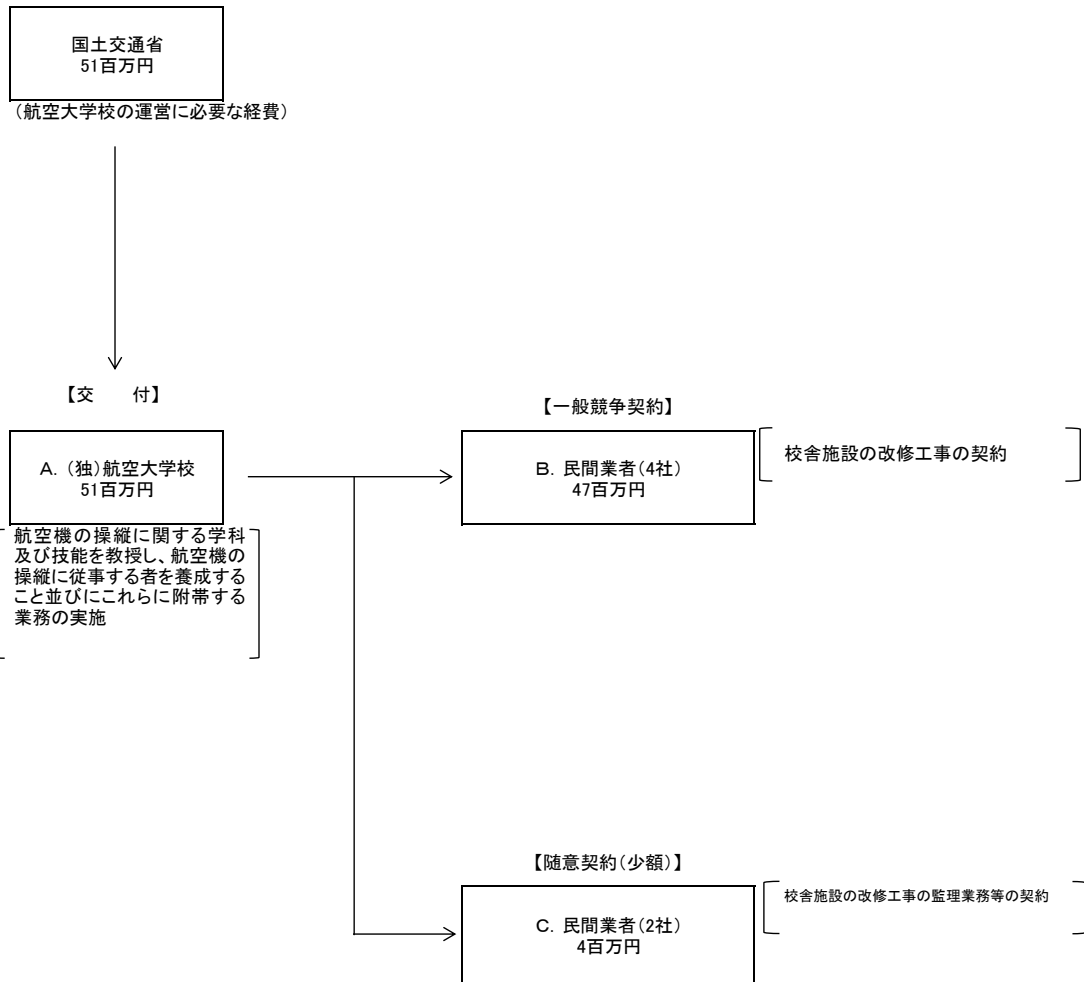 国土交通省
51百万円
(航空大学校の運営に必要な経費)
【交　　付】
A. (独)航空大学校
51百万円
航空機の操縦に関する学科
及び技能を教授し、航空機の
操縦に従事する者を養成する
こと並びにこれらに附帯する
業務の実施
【一般競争契約】
B. 民間業者(4社)
47百万円
校舎施設の改修工事の契約
【随意契約(少額)】
C. 民間業者(2社)
4百万円
校舎施設の改修工事の監理業務等の契約